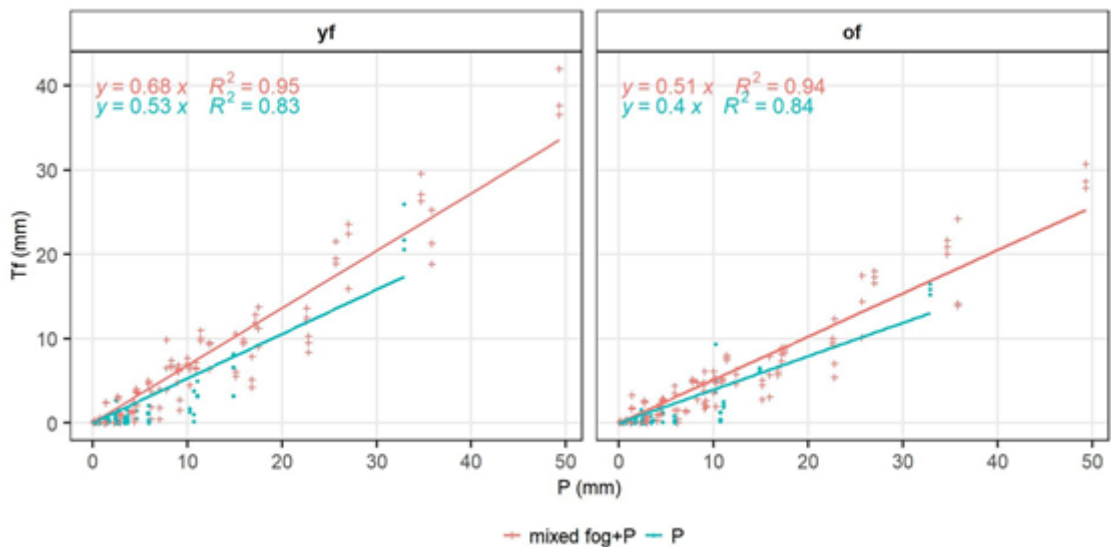 yf
of
y = 0.68 x R² = 0.95
y = 0.53 x R² = 0.83
y = 0.51 x R² = 0.94
y = 0.4 x R² = 0.84
40
30
20
10
0
Tf (mm)
0 10 20 30 40 50
0 10 20 30 40 50
P (mm)
mixed fog+P P